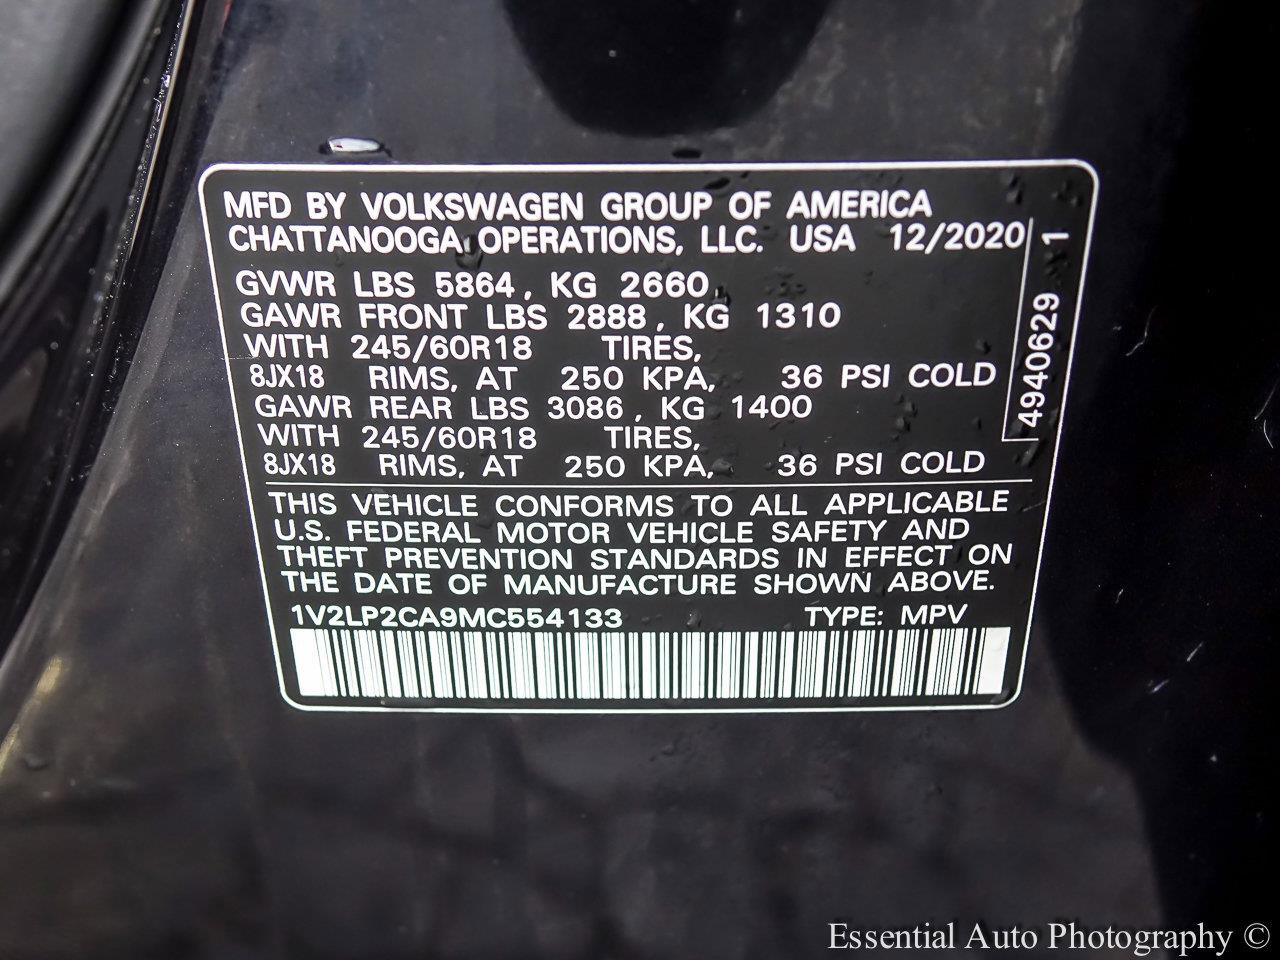 MFD BY VOLKSWAGEN GROUP OF AMERICA
CHATTANOOGA OPERATIONS, LLC. USA 12/2020
GVWR LBS 5864, KG 2660,
GAWR FRONT LBS 2888, KG 1310
WITH 245/60R18 TIRES,
8JX18 RIMS, AT 250 KPA, 36 PSI COLD
GAWR REAR LBS 3086, KG 1400
WITH 245/60R18 TIRES,
8JX18 RIMS, AT 250 KPA, 36 PSI COLD
4940629 1
THIS VEHICLE CONFORMS TO ALL APPLICABLE
U.S. FEDERAL MOTOR VEHICLE SAFETY AND
THEFT PREVENTION STANDARDS IN EFFECT ON
THE DATE OF MANUFACTURE SHOWN ABOVE.
1V2LP2CA9MC554133 TYPE: MPV
Essential Auto Photography ©